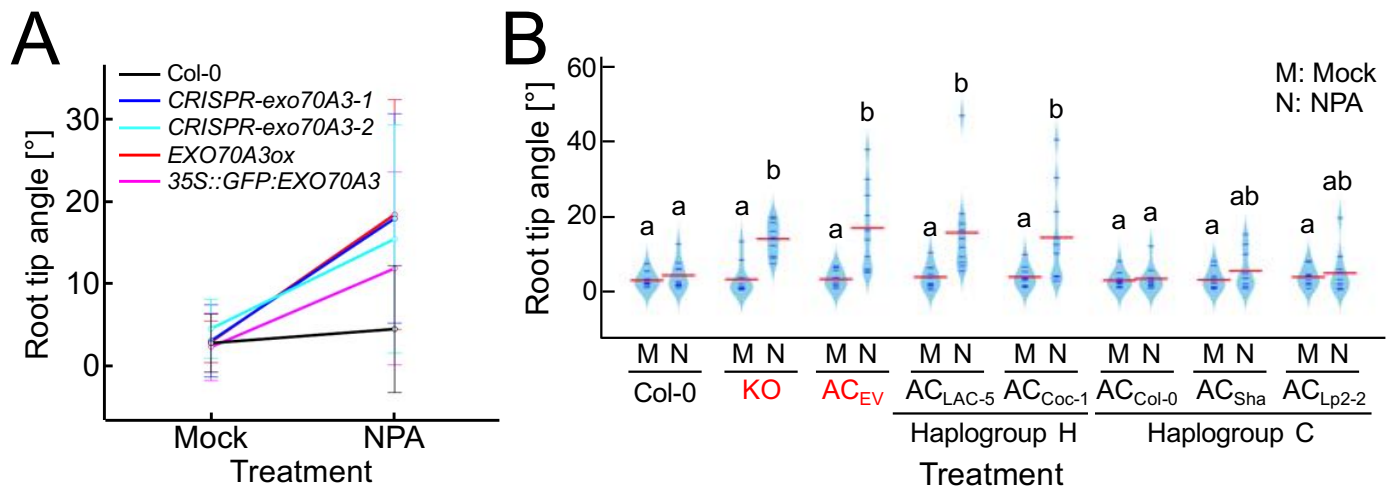 A
Root tip angle [°]
30
20
10
0
Col-0
CRISPR-exo70A3-1
CRISPR-exo70A3-2
EXO70A3ox
35S::GFP:EXO70A3
Mock NPA
Treatment
B
Root tip angle [°]
60
40
20
0
M: Mock
N: NPA
a a a b a b a b a b a a a ab a ab
M N M N M N M N M N M N M N M N
Col-0 KO ACEV ACLAC-5 ACCoc-1 ACCol-0 ACSha ACLp2-2
Haplogroup H Haplogroup C
Treatment